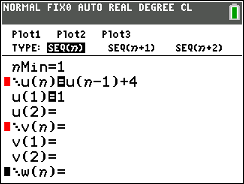 NORMAL FIX0 AUTO REAL DEGREE CL
Plot1 Plot2 Plot3
TYPE: SEQ(n) SEQ(n+1) SEQ(n+2)
nMin=1
u(n)=u(n-1)+4
u(1)=1
u(2)=
v(n)=
v(1)=
v(2)=
w(n)=